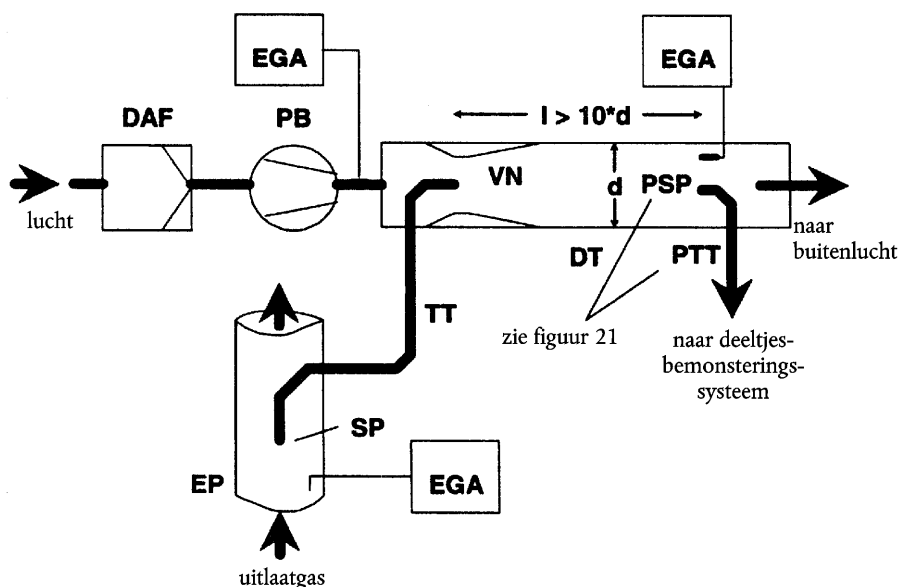 EGA
EGA
DAF
PB
l > 10*d
VN
d
PSP
lucht
naar
buitenlucht
DT
PTT
TT
zie figuur 21
naar deeltjes-
bemonsterings-
systeem
SP
EP
EGA
uitlaatgas